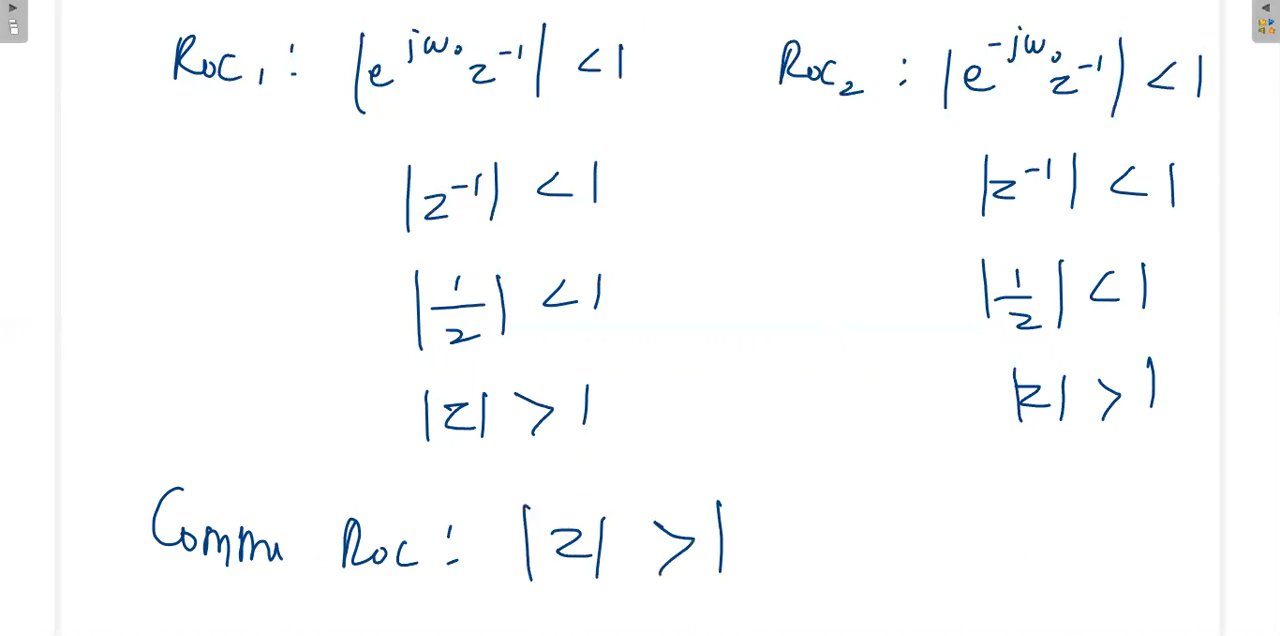 ROC₁ : |e^{jω₀} z⁻¹| < 1 ROC₂ : |e^{-jω₀} z⁻¹| < 1
|z⁻¹| < 1 |z⁻¹| < 1
|1/z| < 1 |1/z| < 1
|z| > 1 |z| > 1
Commn ROC : |z| > 1